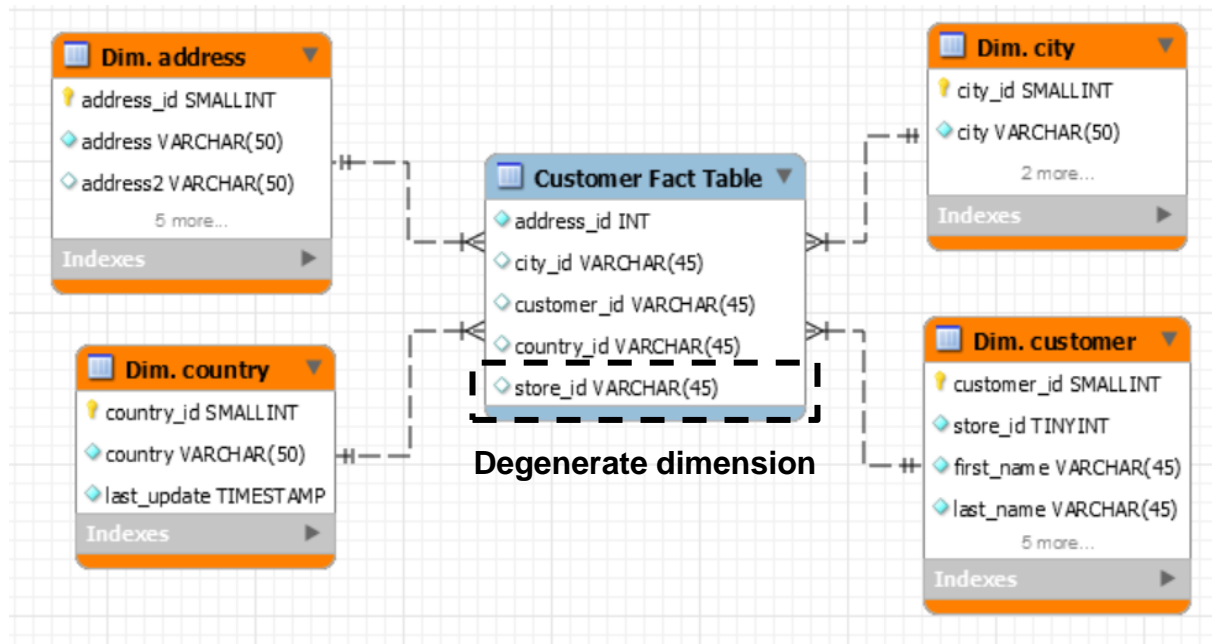 Dim. address
address_id SMALLINT
address VARCHAR(50)
address2 VARCHAR(50)
5 more...
Indexes
Dim. country
country_id SMALLINT
country VARCHAR(50)
last_update TIMESTAMP
Indexes
Customer Fact Table
address_id INT
city_id VARCHAR(45)
customer_id VARCHAR(45)
country_id VARCHAR(45)
store_id VARCHAR(45)
Degenerate dimension
Dim. city
city_id SMALLINT
city VARCHAR(50)
2 more...
Indexes
Dim. customer
customer_id SMALLINT
store_id TINYINT
first_name VARCHAR(45)
last_name VARCHAR(45)
5 more...
Indexes